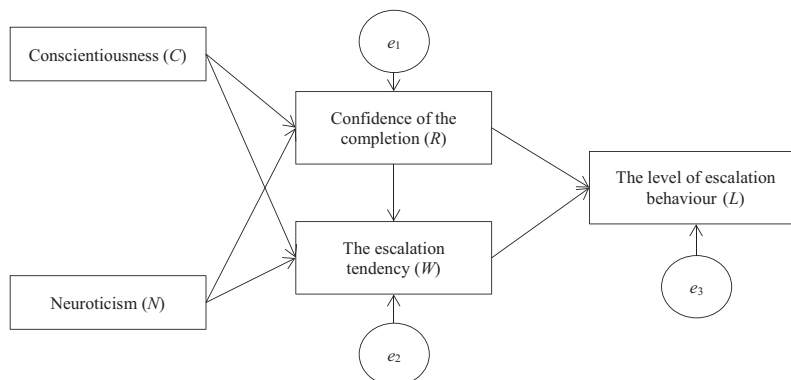 Conscientiousness (C)
e1
Confidence of the
completion (R)
The level of escalation
behaviour (L)
The escalation
tendency (W)
Neuroticism (N)
e3
e2